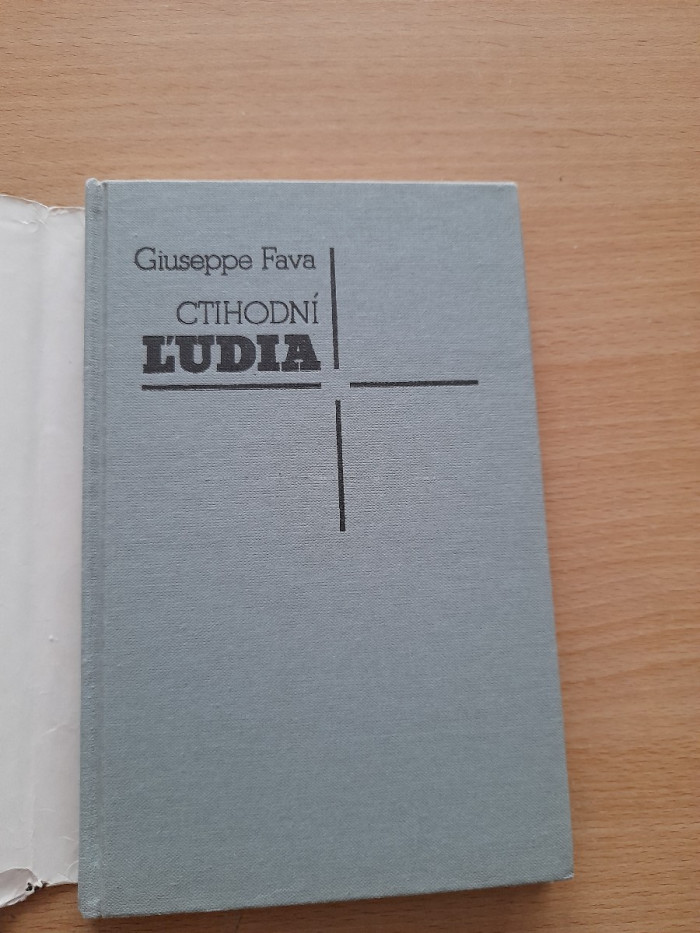 Giuseppe Fava
CTIHODNÍ
ĽUDIA